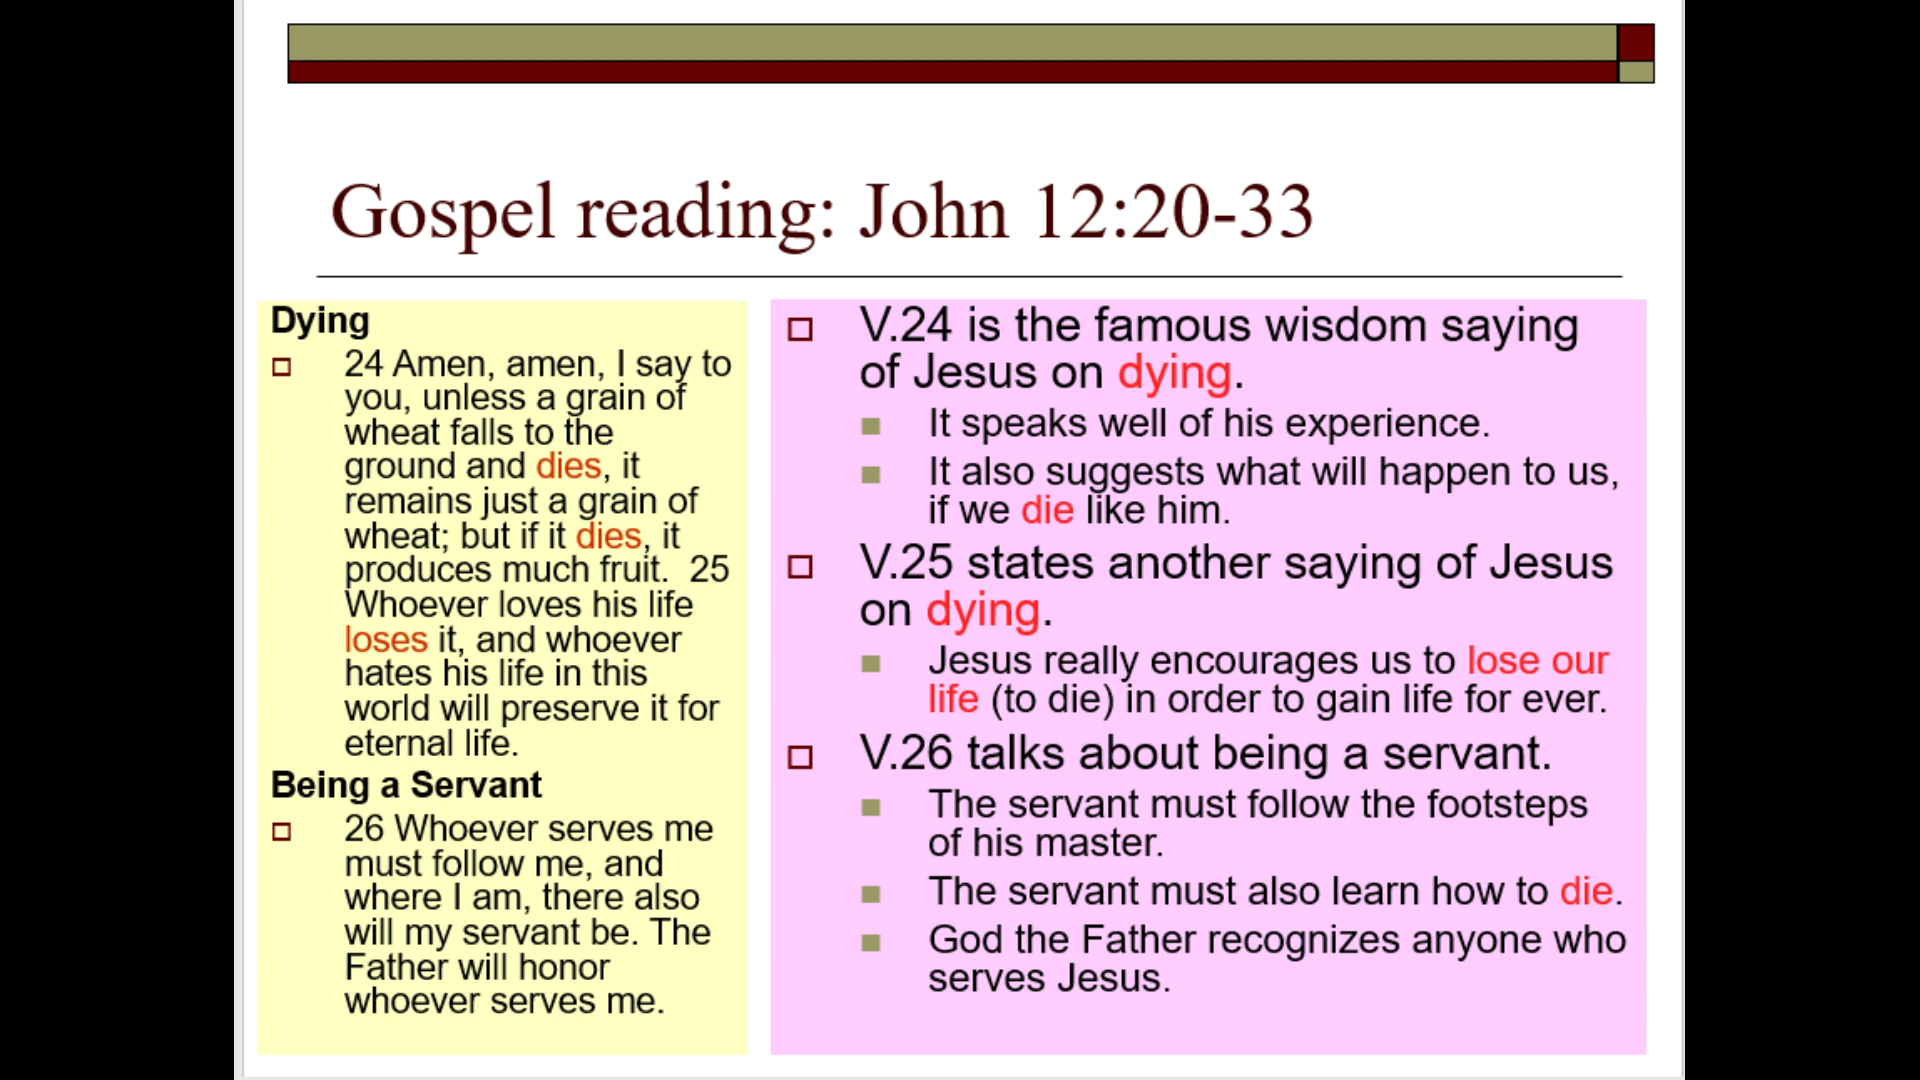 Gospel reading: John 12:20-33
Dying
24 Amen, amen, I say to
you, unless a grain of
wheat falls to the
ground and dies, it
remains just a grain of
wheat; but if it dies, it
produces much fruit.  25
Whoever loves his life
loses it, and whoever
hates his life in this
world will preserve it for
eternal life.
Being a Servant
26 Whoever serves me
must follow me, and
where I am, there also
will my servant be. The
Father will honor
whoever serves me.
V.24 is the famous wisdom saying
of Jesus on dying.
It speaks well of his experience.
It also suggests what will happen to us,
if we die like him.
V.25 states another saying of Jesus
on dying.
Jesus really encourages us to lose our
life (to die) in order to gain life for ever.
V.26 talks about being a servant.
The servant must follow the footsteps
of his master.
The servant must also learn how to die.
God the Father recognizes anyone who
serves Jesus.